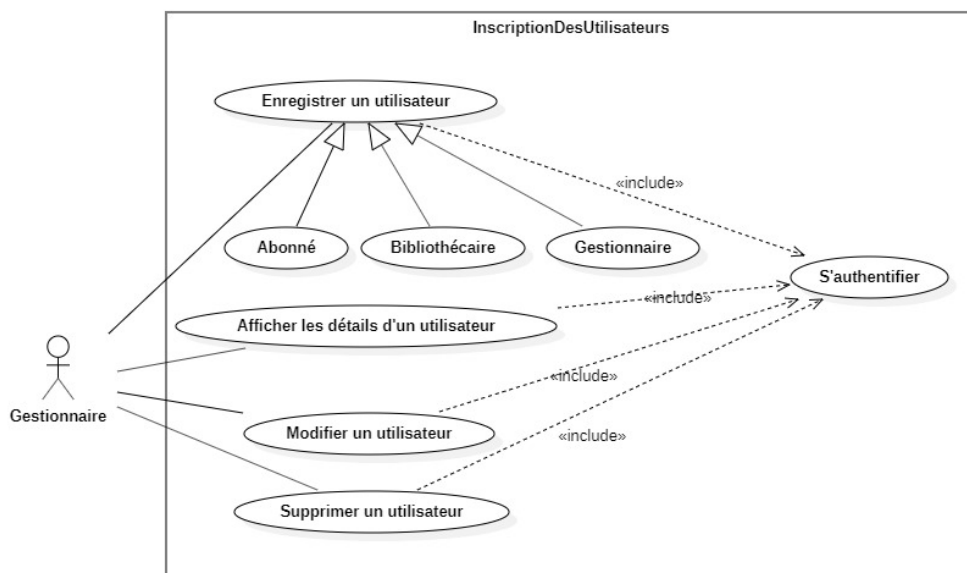 InscriptionDesUtilisateurs
Enregistrer un utilisateur
«include»
Abonné
Bibliothécaire
Gestionnaire
S'authentifier
«include»
Afficher les détails d'un utilisateur
«include»
Gestionnaire
Modifier un utilisateur
«include»
Supprimer un utilisateur